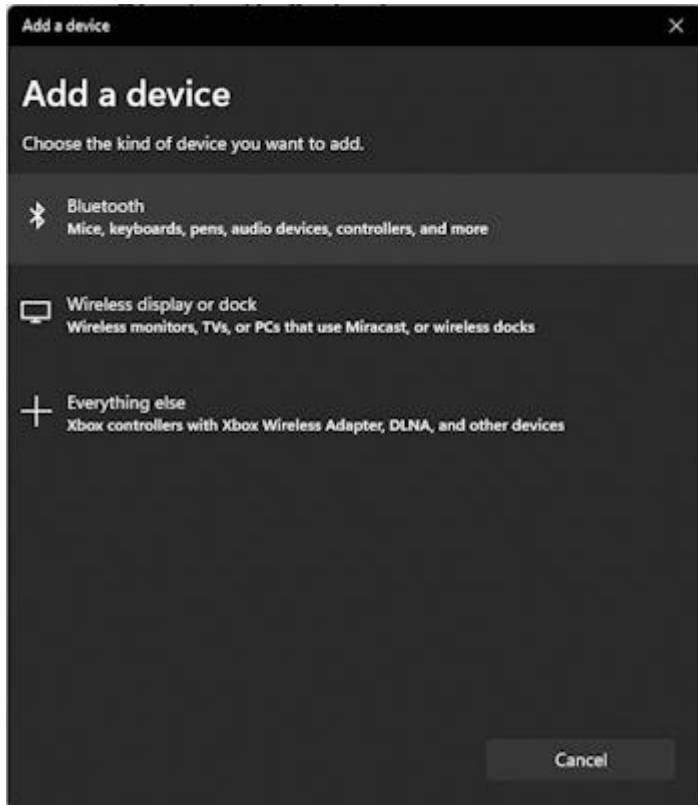 Add a device
Add a device
Choose the kind of device you want to add.
Bluetooth
Mice, keyboards, pens, audio devices, controllers, and more
Wireless display or dock
Wireless monitors, TVs, or PCs that use Miracast, or wireless docks
Everything else
Xbox controllers with Xbox Wireless Adapter, DLNA, and other devices
Cancel